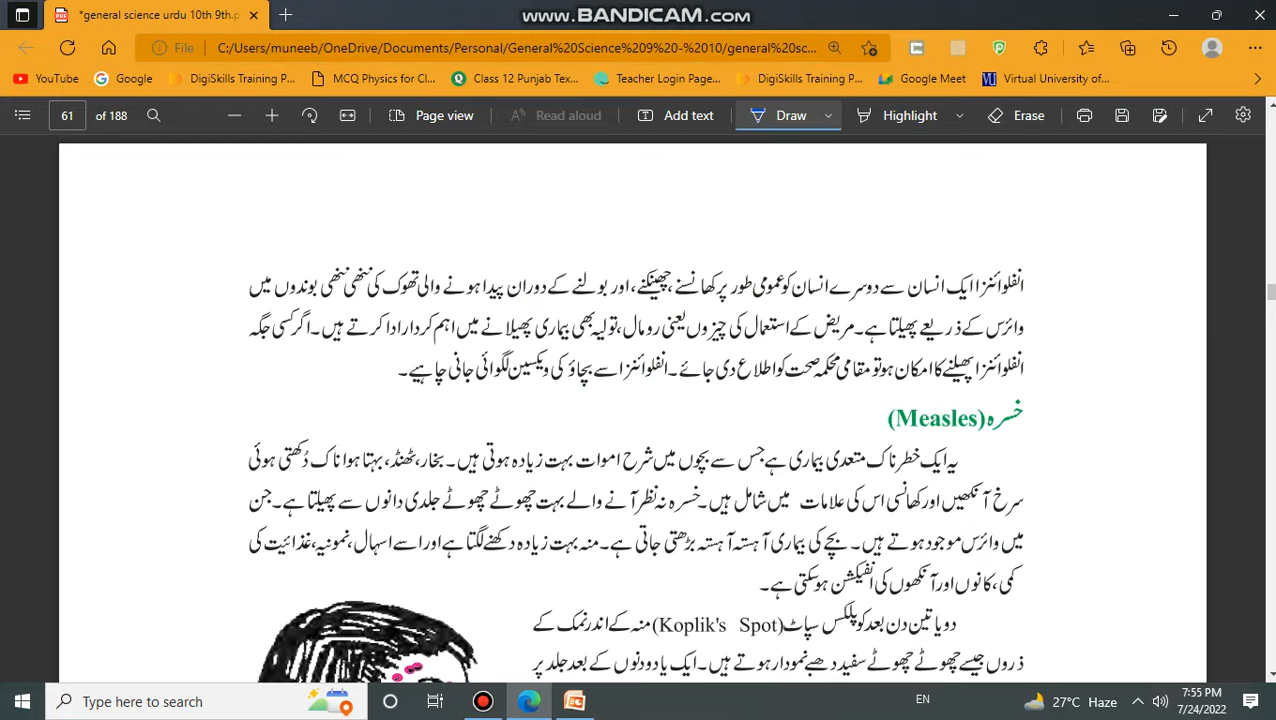 *general science urdu 10th 9th.p
www.BANDICAM.com
File
C:/Users/muneeb/OneDrive/Documents/Personal/General%20Science%209%20-%2010/general%20sc...
YouTube
Google
DigiSkills Training P...
MCQ Physics for Cl...
Class 12 Punjab Tex...
Teacher Login Page...
DigiSkills Training P...
Google Meet
Virtual University of...
61 of 188
Page view
Read aloud
Add text
Draw
Highlight
Erase
انفلوائنزا ایک انسان سے دوسرے انسان کو عمومی طور پر کھانسنے، چھینکنے، اور بولنے کے دوران پیدا ہونے والی تھوک کی ننھی ننھی بوندوں میں
وائرس کے ذریعے پھیلتا ہے۔ مریض کے استعمال کی چیزوں یعنی رومال، تولیہ بھی بیماری پھیلانے میں اہم کردار ادا کرتے ہیں۔ اگر کسی جگہ
انفلوائنزا پھیلنے کا امکان ہو تو مقامی محکمہ صحت کو اطلاع دی جائے۔ انفلوائنزا سے بچاؤ کی ویکسین لگوائی جانی چاہیے۔
خسرہ (Measles)
یہ ایک خطرناک متعدی بیماری ہے جس سے بچوں میں شرح اموات بہت زیادہ ہوتی ہیں۔ بخار، ٹھنڈ، بہتا ہوا ناک دُکھتی ہوئی
سرخ آنکھیں اور کھانسی اس کی علامات میں شامل ہیں۔ خسرہ نہ نظر آنے والے بہت چھوٹے چھوٹے جلدی دانوں سے پھیلتا ہے۔ جن
میں وائرس موجود ہوتے ہیں۔ بچے کی بیماری آہستہ آہستہ بڑھتی جاتی ہے۔ منہ بہت زیادہ دکھنے لگتا ہے اور اسے اسہال، نمونیہ، غذائیت کی
کمی، کانوں اور آنکھوں کی انفیکشن ہوسکتی ہے۔
دو یا تین دن بعد کوپلکس سپاٹ (Koplik's Spot) منہ کے اندر نمک کے
ذروں جیسے چھوٹے چھوٹے سفید دھبے نمودار ہوتے ہیں۔ ایک یا دو دنوں کے بعد جلد پر
Type here to search
EN
27°C Haze
7:55 PM
7/24/2022